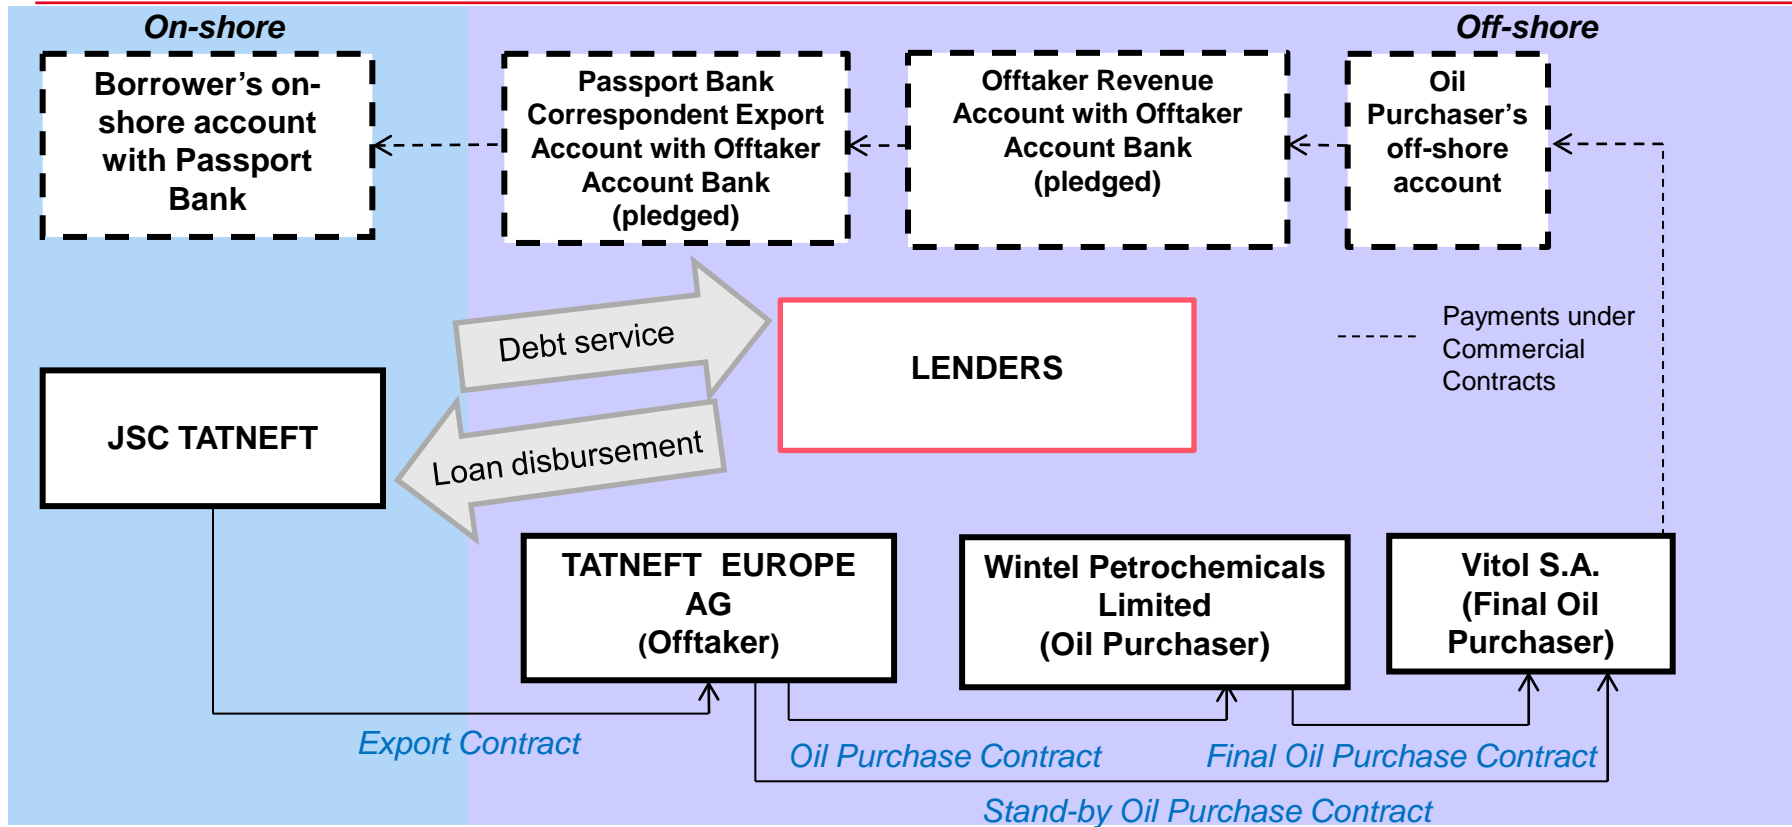 On-shore
Off-shore
Borrower’s on-
shore account
with Passport
Bank
Passport Bank
Correspondent Export
Account with Offtaker
Account Bank
(pledged)
Offtaker Revenue
Account with Offtaker
Account Bank
(pledged)
Oil
Purchaser’s
off-shore
account
Debt service
LENDERS
Payments under
Commercial
Contracts
JSC TATNEFT
Loan disbursement
TATNEFT EUROPE
AG
(Offtaker)
Wintel Petrochemicals
Limited
(Oil Purchaser)
Vitol S.A.
(Final Oil
Purchaser)
Export Contract
Oil Purchase Contract
Final Oil Purchase Contract
Stand-by Oil Purchase Contract